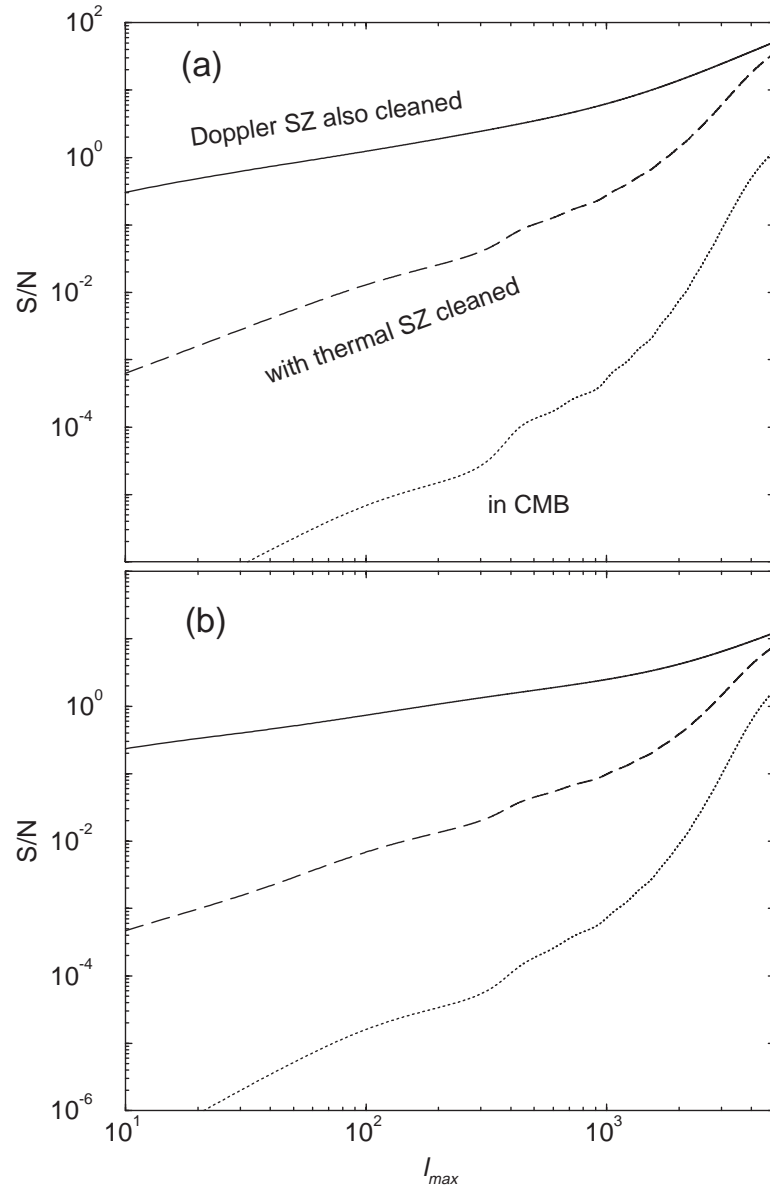 (a)
Doppler SZ also cleaned
with thermal SZ cleaned
in CMB
S/N
10^2
10^0
10^-2
10^-4
(b)
S/N
10^0
10^-2
10^-4
10^-6
10^1
10^2
10^3
l_max